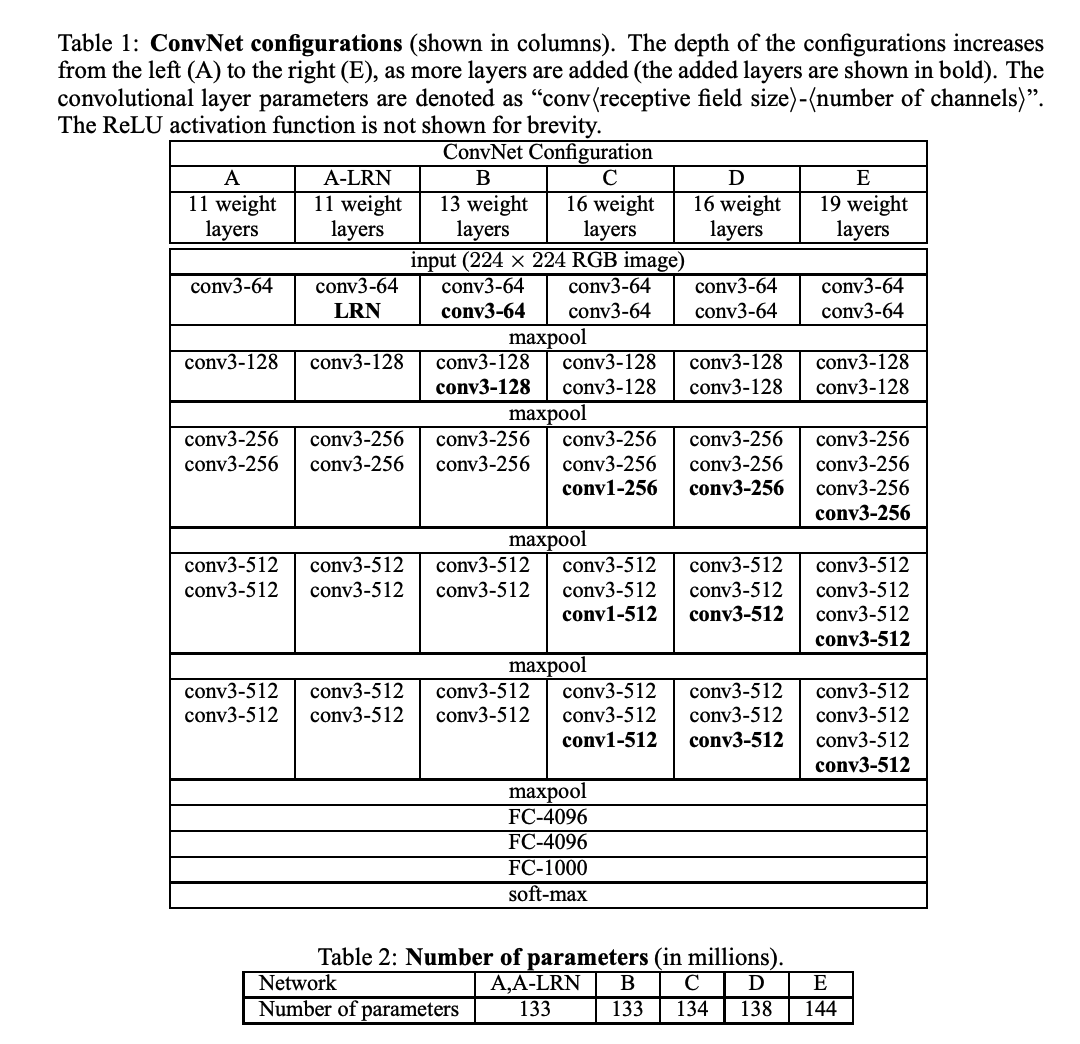 Table 1: ConvNet configurations (shown in columns). The depth of the configurations increases
from the left (A) to the right (E), as more layers are added (the added layers are shown in bold). The
convolutional layer parameters are denoted as “conv⟨receptive field size⟩-⟨number of channels⟩”.
The ReLU activation function is not shown for brevity.
ConvNet Configuration
A A-LRN B C D E
11 weight 11 weight 13 weight 16 weight 16 weight 19 weight
layers layers layers layers layers layers
input (224 × 224 RGB image)
conv3-64 conv3-64 conv3-64 conv3-64 conv3-64 conv3-64
LRN conv3-64 conv3-64 conv3-64 conv3-64
maxpool
conv3-128 conv3-128 conv3-128 conv3-128 conv3-128 conv3-128
conv3-128 conv3-128 conv3-128 conv3-128
maxpool
conv3-256 conv3-256 conv3-256 conv3-256 conv3-256 conv3-256
conv3-256 conv3-256 conv3-256 conv3-256 conv3-256 conv3-256
conv1-256 conv3-256 conv3-256
conv3-256
maxpool
conv3-512 conv3-512 conv3-512 conv3-512 conv3-512 conv3-512
conv3-512 conv3-512 conv3-512 conv3-512 conv3-512 conv3-512
conv1-512 conv3-512 conv3-512
conv3-512
maxpool
conv3-512 conv3-512 conv3-512 conv3-512 conv3-512 conv3-512
conv3-512 conv3-512 conv3-512 conv3-512 conv3-512 conv3-512
conv1-512 conv3-512 conv3-512
conv3-512
maxpool
FC-4096
FC-4096
FC-1000
soft-max
Table 2: Number of parameters (in millions).
Network A,A-LRN B C D E
Number of parameters 133 133 134 138 144